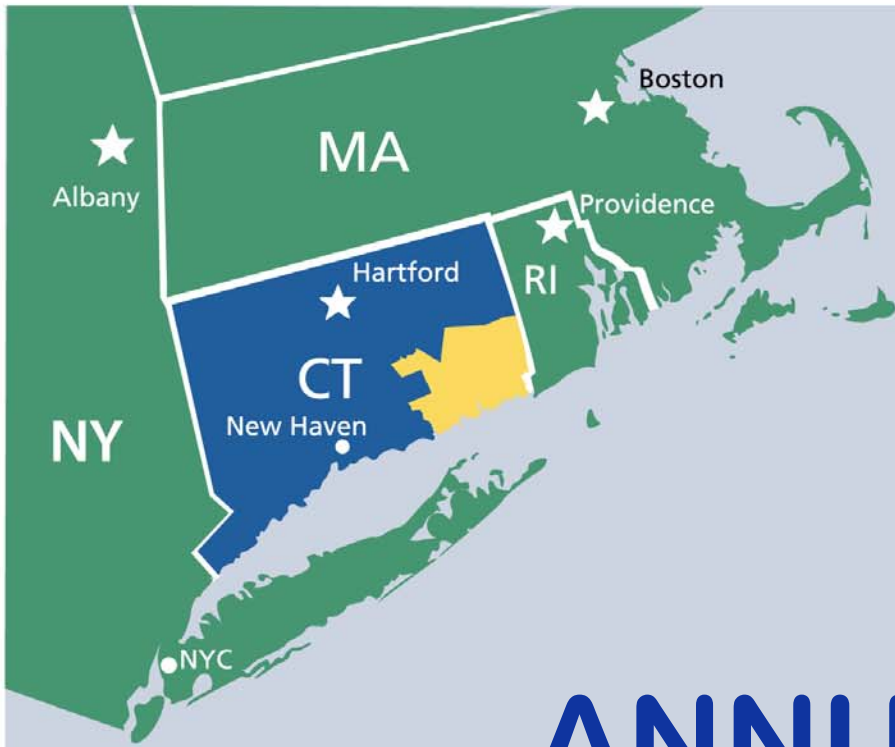 Boston
MA
Albany
Providence
Hartford
RI
CT
New Haven
NY
NYC